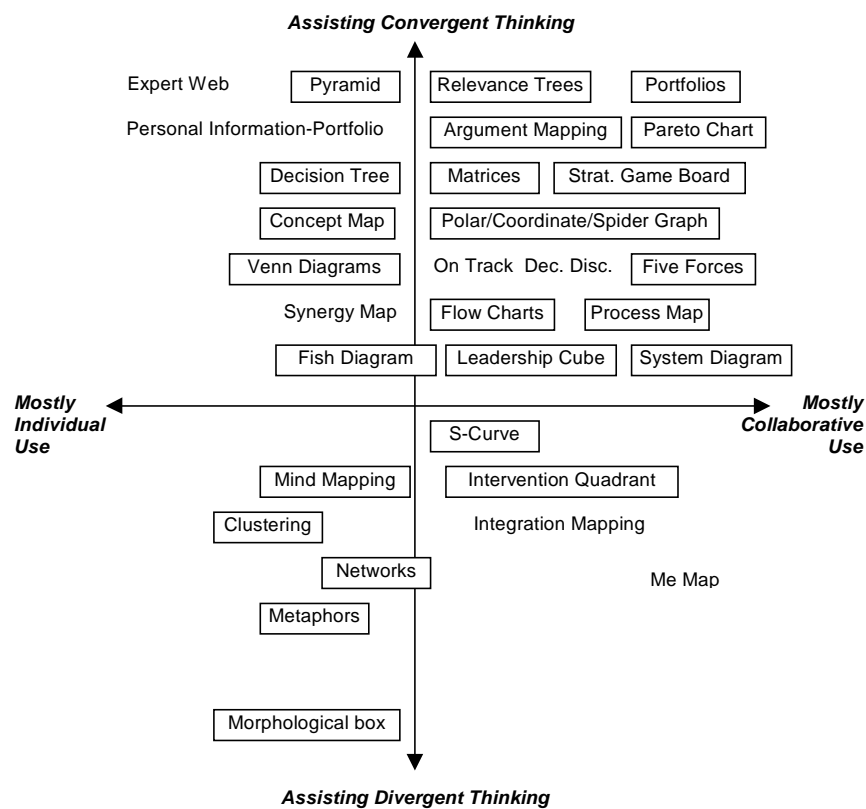 Assisting Convergent Thinking
Expert Web
Pyramid
Relevance Trees
Portfolios
Personal Information-Portfolio
Argument Mapping
Pareto Chart
Decision Tree
Matrices
Strat. Game Board
Concept Map
Polar/Coordinate/Spider Graph
Venn Diagrams
On Track Dec. Disc.
Five Forces
Synergy Map
Flow Charts
Process Map
Fish Diagram
Leadership Cube
System Diagram
Mostly
Individual
Use
Mostly
Collaborative
Use
S-Curve
Mind Mapping
Intervention Quadrant
Clustering
Integration Mapping
Networks
Me Map
Metaphors
Morphological box
Assisting Divergent Thinking